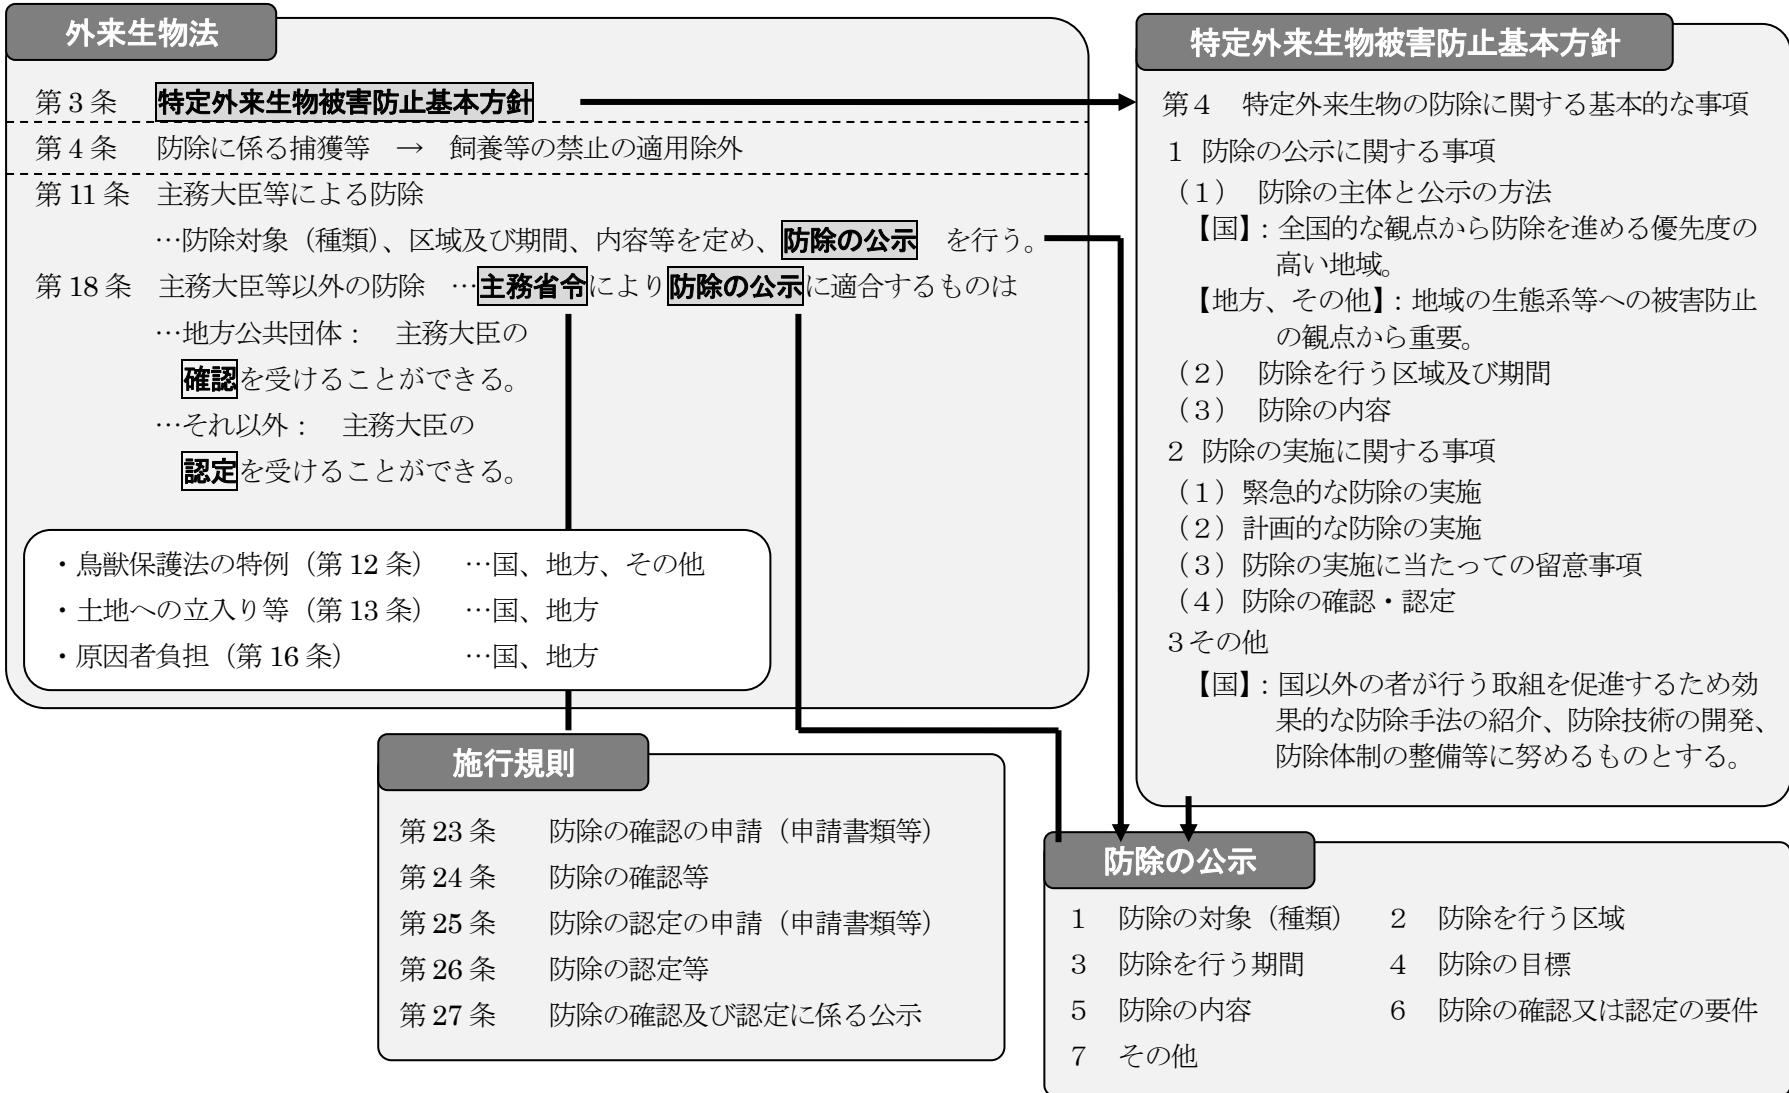 外来生物法
第3条 特定外来生物被害防止基本方針
第4条 防除に係る捕獲等 → 飼養等の禁止の適用除外
第11条 主務大臣等による防除
…防除対象（種類）、区域及び期間、内容等を定め、防除の公示 を行う。
第18条 主務大臣等以外の防除 …主務省令により防除の公示に適合するものは
…地方公共団体： 主務大臣の
確認を受けることができる。
…それ以外： 主務大臣の
認定を受けることができる。
・鳥獣保護法の特例（第12条） …国、地方、その他
・土地への立入り等（第13条） …国、地方
・原因者負担（第16条） …国、地方
特定外来生物被害防止基本方針
第4 特定外来生物の防除に関する基本的な事項
1 防除の公示に関する事項
（1） 防除の主体と公示の方法
【国】：全国的な観点から防除を進める優先度の
高い地域。
【地方、その他】：地域の生態系等への被害防止
の観点から重要。
（2） 防除を行う区域及び期間
（3） 防除の内容
2 防除の実施に関する事項
（1）緊急的な防除の実施
（2）計画的な防除の実施
（3）防除の実施に当たっての留意事項
（4）防除の確認・認定
3その他
【国】：国以外の者が行う取組を促進するため効
果的な防除手法の紹介、防除技術の開発、
防除体制の整備等に努めるものとする。
施行規則
第23条 防除の確認の申請（申請書類等）
第24条 防除の確認等
第25条 防除の認定の申請（申請書類等）
第26条 防除の認定等
第27条 防除の確認及び認定に係る公示
防除の公示
1 防除の対象（種類） 2 防除を行う区域
3 防除を行う期間 4 防除の目標
5 防除の内容 6 防除の確認又は認定の要件
7 その他